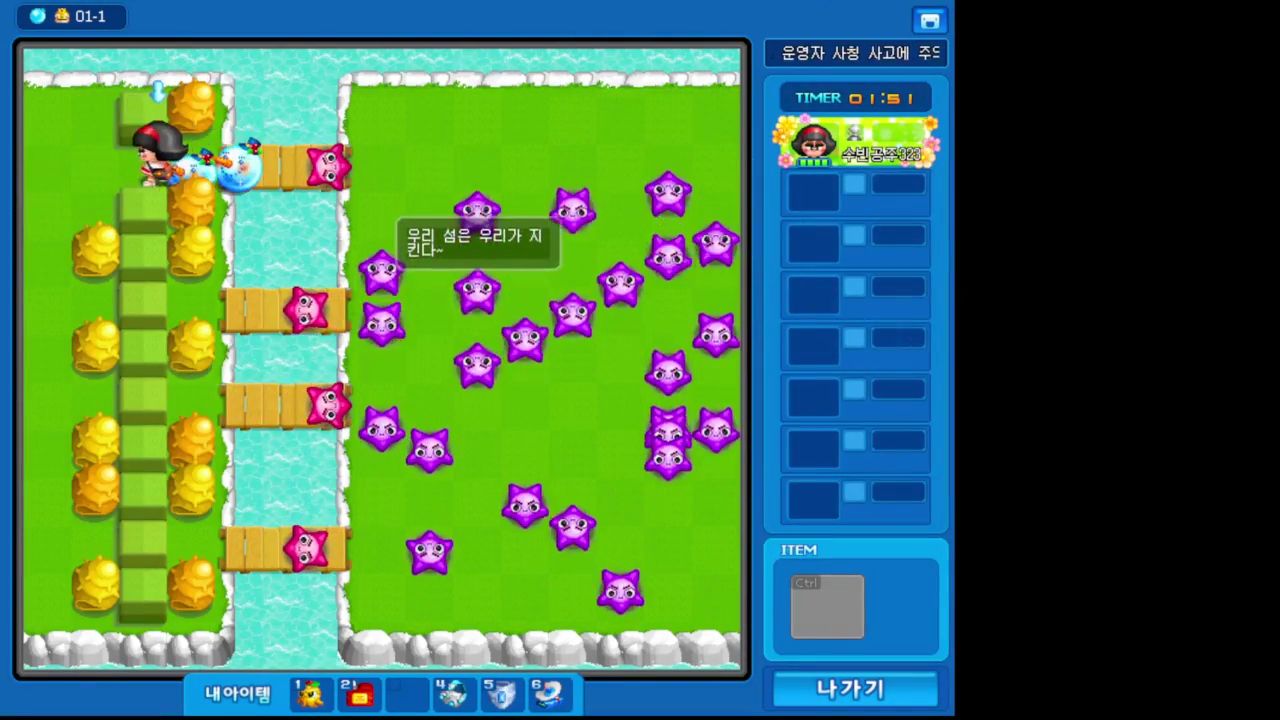 01-1
운영자 사칭 사고에 주의
TIMER 01:51
수빈공주323
우리 섬은 우리가 지
킨다~
ITEM
Ctrl
내아이템
1
2
4
5
6
나가기